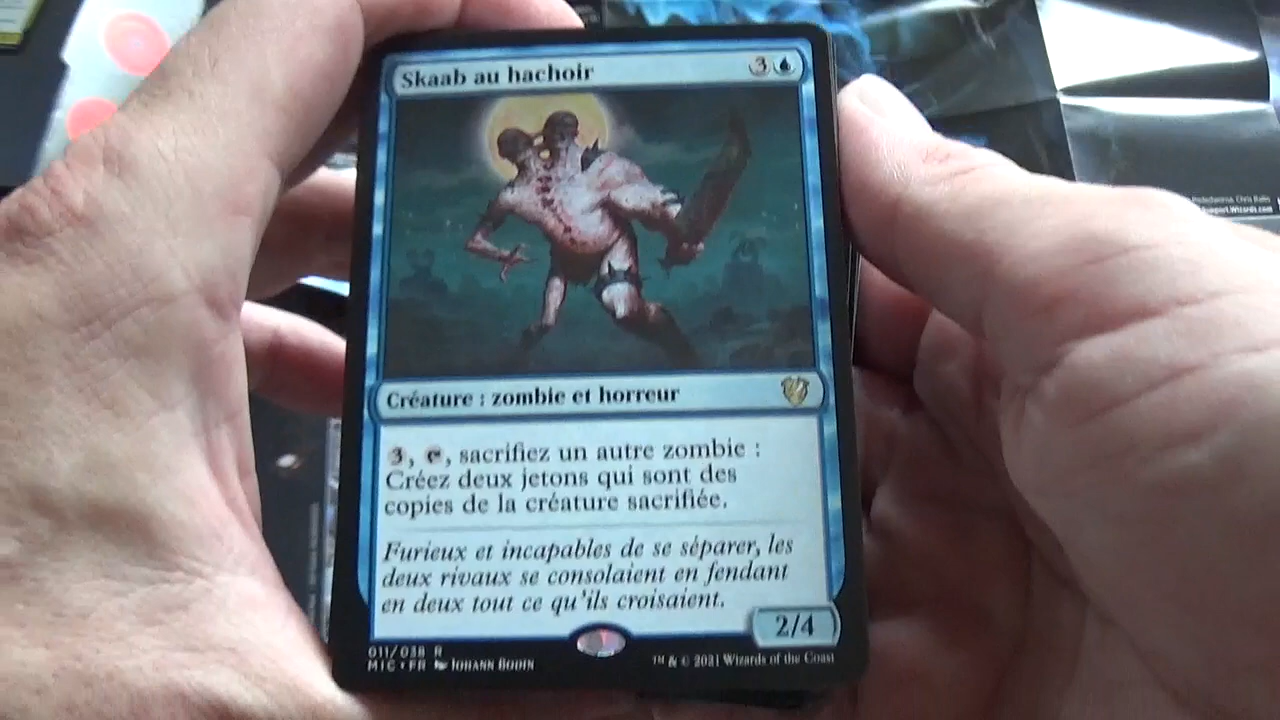 Skaab au hachoir 3
Créature : zombie et horreur
3, , sacrifiez un autre zombie :
Créez deux jetons qui sont des
copies de la créature sacrifiée.
Furieux et incapables de se séparer, les
deux rivaux se consolaient en fendant
en deux tout ce qu'ils croisaient.
2/4
011/038 R
MIC • FR Johann Bodin
™ & © 2021 Wizards of the Coast
Chris Rahn